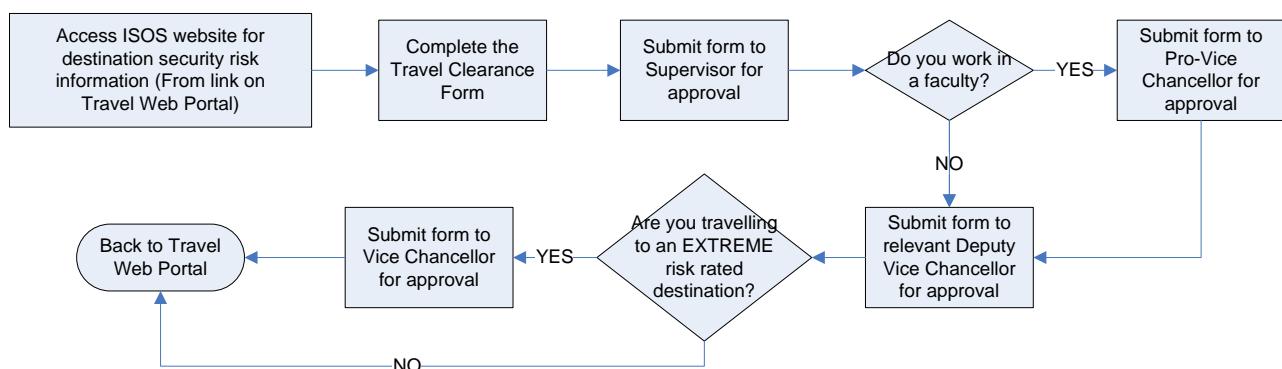 Access ISOS website for
destination security risk
information (From link on
Travel Web Portal)
Complete the
Travel Clearance
Form
Submit form to
Supervisor for
approval
Do you work in
a faculty?
YES
Submit form to
Pro-Vice
Chancellor for
approval
NO
Submit form to
relevant Deputy
Vice Chancellor
for approval
Are you travelling
to an EXTREME
risk rated
destination?
YES
Submit form to
Vice Chancellor
for approval
Back to Travel
Web Portal
NO